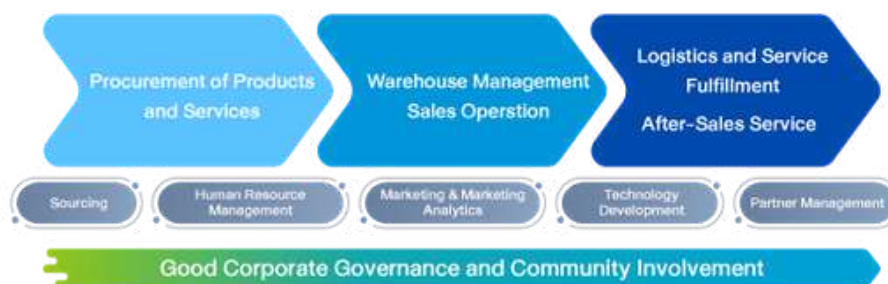 Procurement of Products
and Services
Warehouse Management
Sales Operstion
Logistics and Service
Fulfillment
After-Sales Service
Sourcing
Human Resource
Management
Marketing & Marketing
Analytics
Technology
Development
Partner Management
Good Corporate Governance and Community Involvement